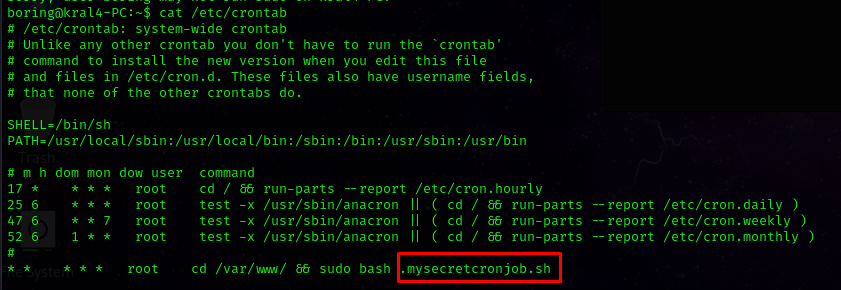 boring@kral4-PC:~$ cat /etc/crontab
# /etc/crontab: system-wide crontab
# Unlike any other crontab you don't have to run the `crontab'
# command to install the new version when you edit this file
# and files in /etc/cron.d. These files also have username fields,
# that none of the other crontabs do.
SHELL=/bin/sh
PATH=/usr/local/sbin:/usr/local/bin:/sbin:/bin:/usr/sbin:/usr/bin
Trash
# m h dom mon dow user  command
17 *    * * *   root    cd / && run-parts --report /etc/cron.hourly
25 6    * * *   root    test -x /usr/sbin/anacron || ( cd / && run-parts --report /etc/cron.daily )
47 6    * * 7   root    test -x /usr/sbin/anacron || ( cd / && run-parts --report /etc/cron.weekly )
52 6    1 * *   root    test -x /usr/sbin/anacron || ( cd / && run-parts --report /etc/cron.monthly )
#
* *    * * *   root    cd /var/www/ && sudo bash .mysecretcronjob.sh
File System